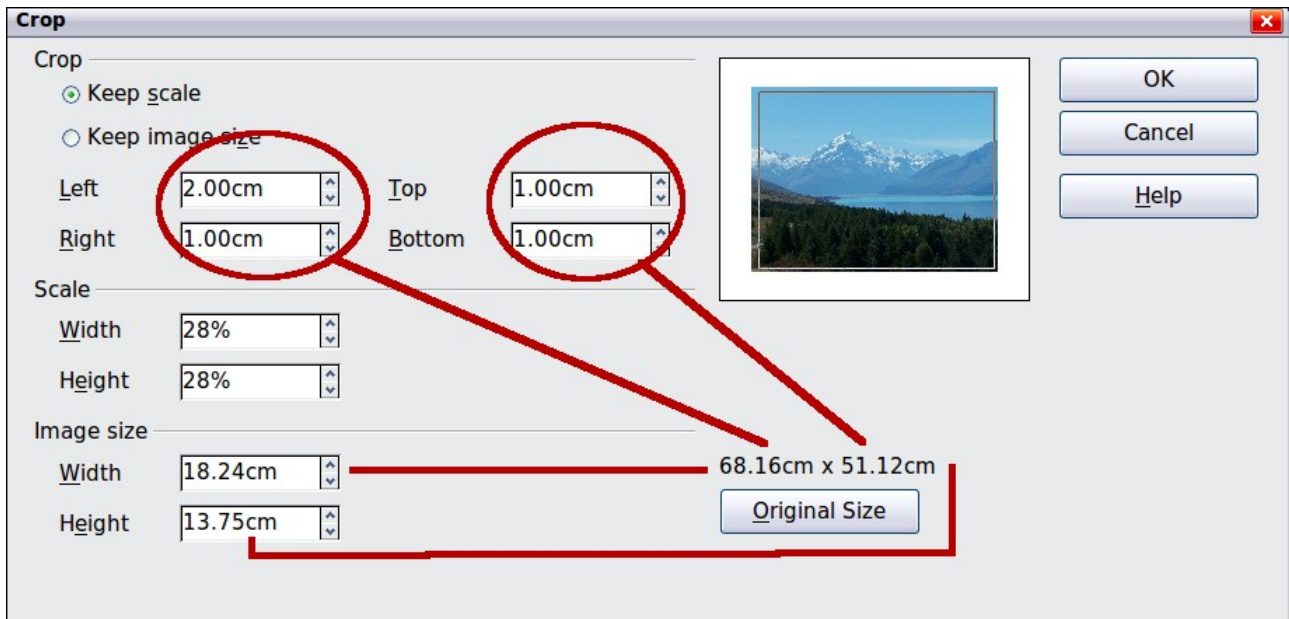 Crop
Crop
Keep scale
Keep image size
Left 2.00cm Top 1.00cm
Right 1.00cm Bottom 1.00cm
Scale
Width 28%
Height 28%
Image size
Width 18.24cm
Height 13.75cm
68.16cm x 51.12cm
Original Size
OK
Cancel
Help